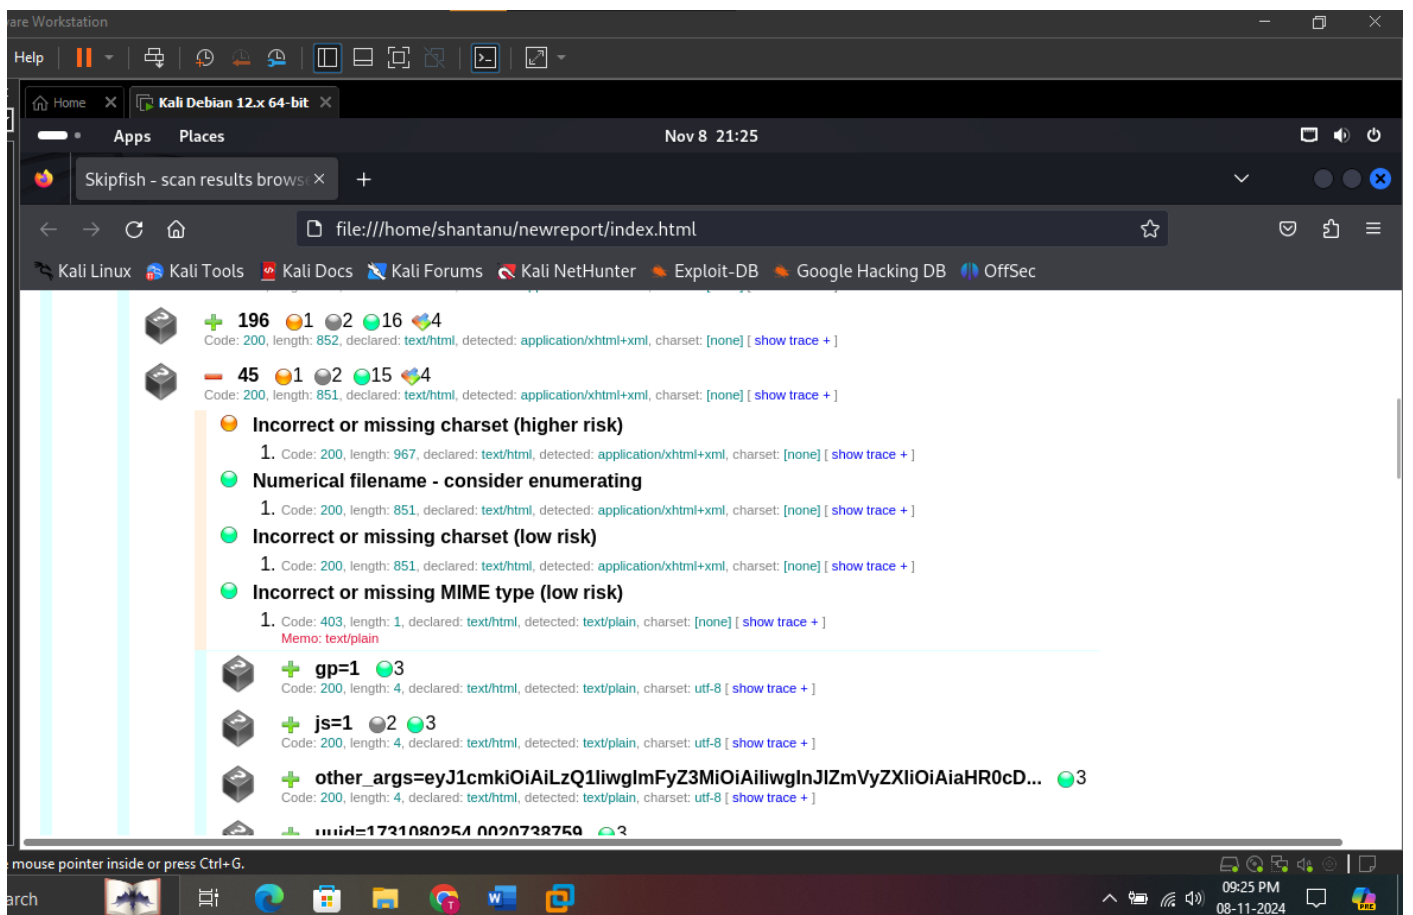 are Workstation
Help
Home
Kali Debian 12.x 64-bit
Apps Places Nov 8 21:25
Skipfish - scan results brows
file:///home/shantanu/newreport/index.html
Kali Linux Kali Tools Kali Docs Kali Forums Kali NetHunter Exploit-DB Google Hacking DB OffSec
196 1 2 16 4
Code: 200, length: 852, declared: text/html, detected: application/xhtml+xml, charset: [none] [ show trace + ]
45 1 2 15 4
Code: 200, length: 851, declared: text/html, detected: application/xhtml+xml, charset: [none] [ show trace + ]
Incorrect or missing charset (higher risk)
1. Code: 200, length: 967, declared: text/html, detected: application/xhtml+xml, charset: [none] [ show trace + ]
Numerical filename - consider enumerating
1. Code: 200, length: 851, declared: text/html, detected: application/xhtml+xml, charset: [none] [ show trace + ]
Incorrect or missing charset (low risk)
1. Code: 200, length: 851, declared: text/html, detected: application/xhtml+xml, charset: [none] [ show trace + ]
Incorrect or missing MIME type (low risk)
1. Code: 403, length: 1, declared: text/html, detected: text/plain, charset: [none] [ show trace + ]
Memo: text/plain
gp=1 3
Code: 200, length: 4, declared: text/html, detected: text/plain, charset: utf-8 [ show trace + ]
js=1 2 3
Code: 200, length: 4, declared: text/html, detected: text/plain, charset: utf-8 [ show trace + ]
other_args=eyJ1cmkiOiAiLzQ1IiwgImFyZ3MiOiAiIiwgInJlZmVyZXIiOiAiaHR0cD... 3
Code: 200, length: 4, declared: text/html, detected: text/plain, charset: utf-8 [ show trace + ]
uuid=1731080254.0020738759 3
mouse pointer inside or press Ctrl+G.
arch
09:25 PM
08-11-2024